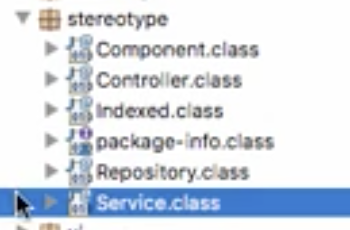 stereotype
Component.class
Controller.class
Indexed.class
package-info.class
Repository.class
Service.class